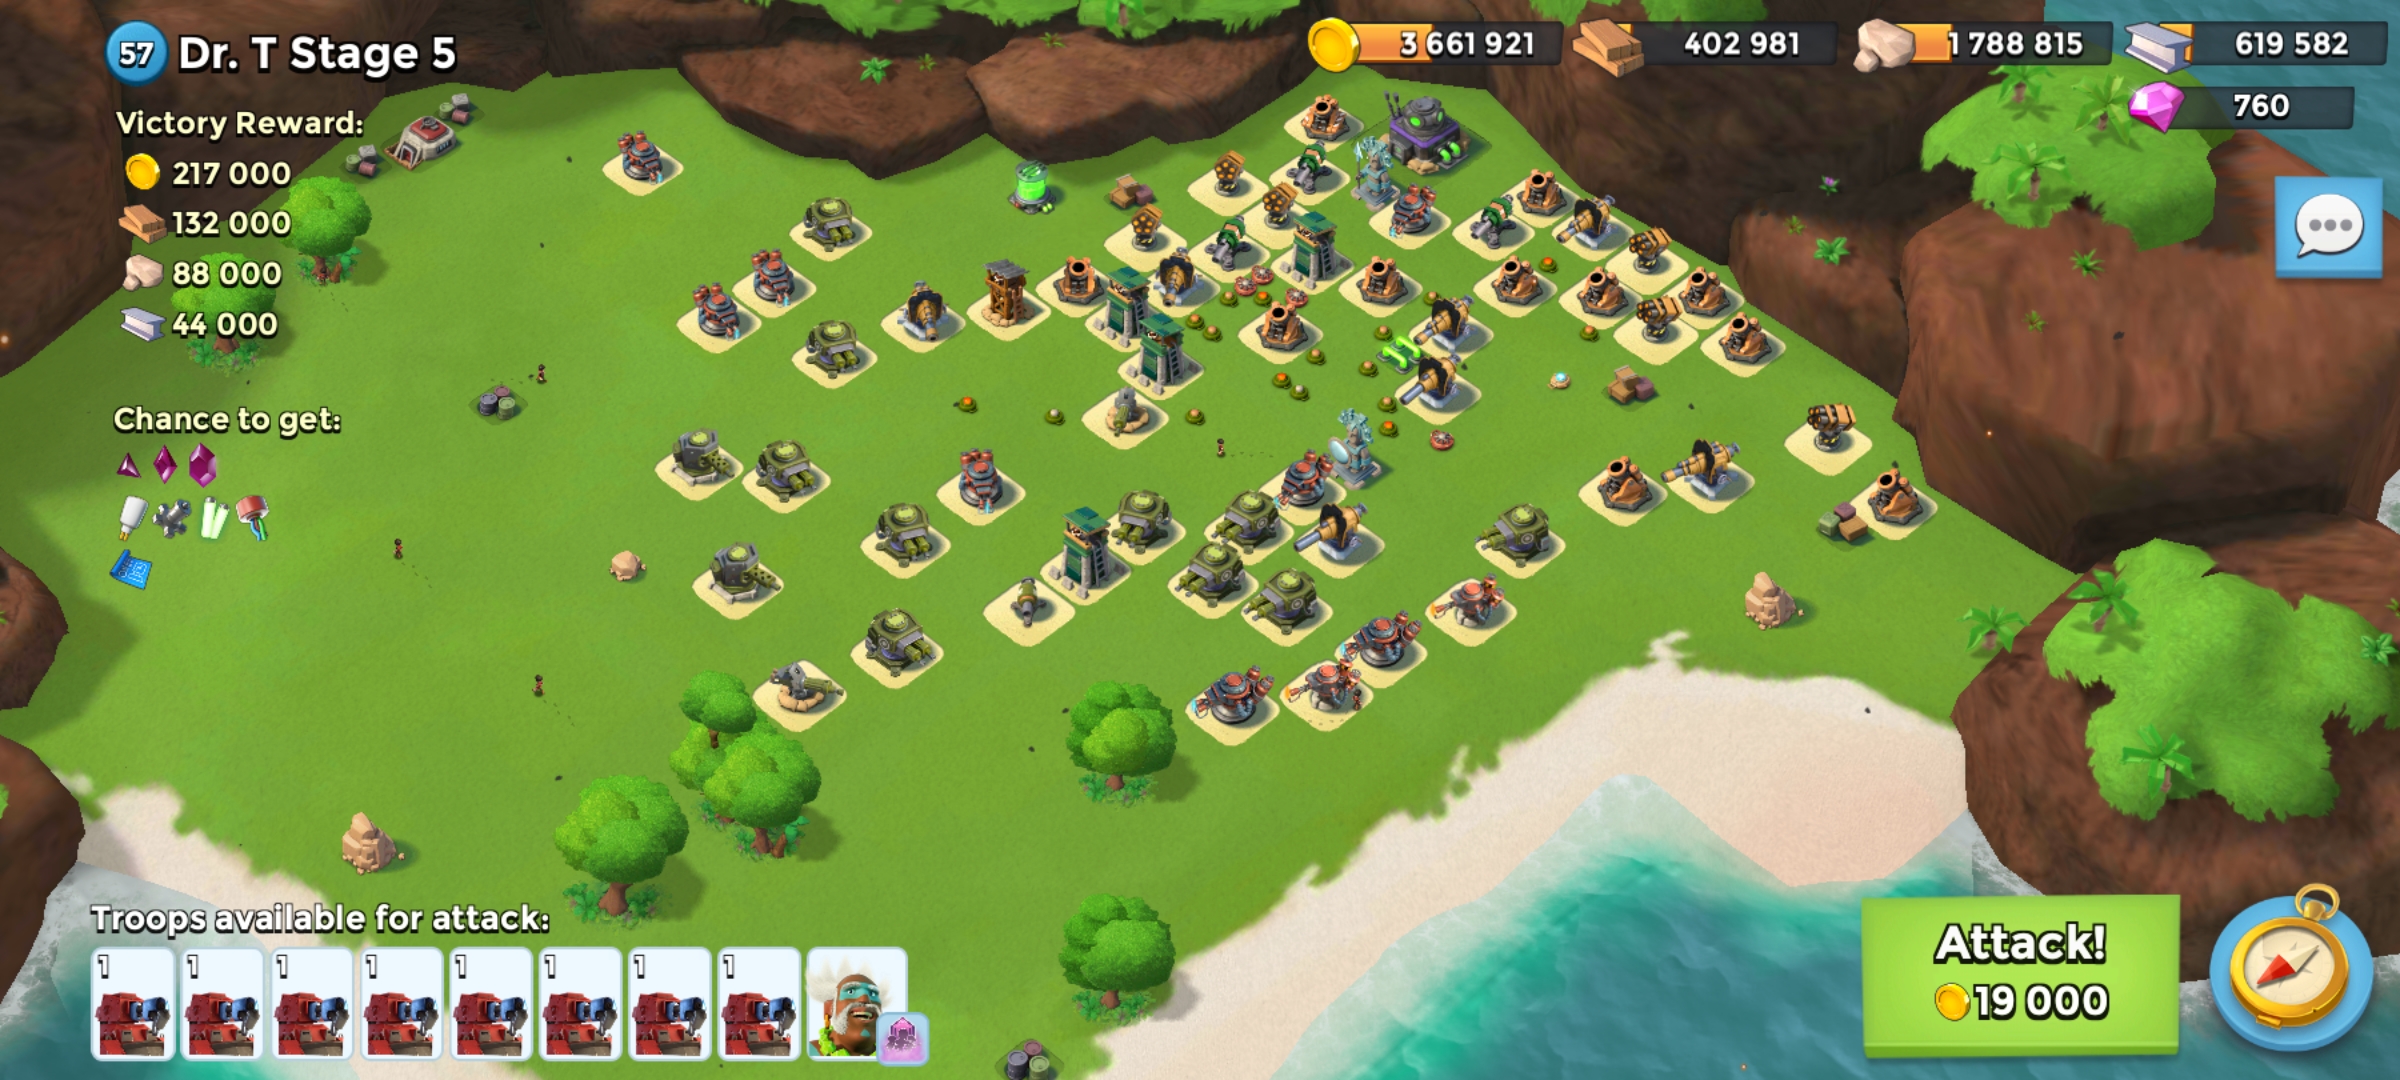 57 Dr. T Stage 5
3 661 921
402 981
1 788 815
619 582
760
Victory Reward:
217 000
132 000
88 000
44 000
Chance to get:
Troops available for attack:
1 1 1 1 1 1 1 1
Attack!
19 000